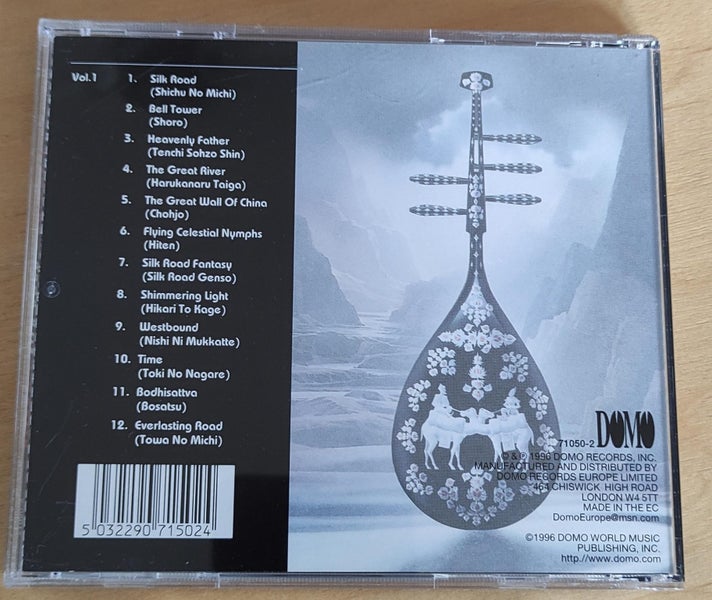 Vol.1
1. Silk Road
(Shichu No Michi)
2. Bell Tower
(Shoro)
3. Heavenly Father
(Tenchi Sohzo Shin)
4. The Great River
(Harukanaru Taiga)
5. The Great Wall Of China
(Chohjo)
6. Flying Celestial Nymphs
(Hiten)
7. Silk Road Fantasy
(Silk Road Genso)
8. Shimmering Light
(Hikari To Kage)
9. Westbound
(Nishi Ni Mukkatte)
10. Time
(Toki No Nagare)
11. Bodhisattva
(Bosatsu)
12. Everlasting Road
(Towa No Michi)
5 032290 715024
71050-2 DOMO
© & ℗ 1996 DOMO RECORDS, INC.
MANUFACTURED AND DISTRIBUTED BY
DOMO RECORDS EUROPE LIMITED
464 CHISWICK HIGH ROAD
LONDON W4 5TT
MADE IN THE EC
DomoEurope@msn.com
©1996 DOMO WORLD MUSIC
PUBLISHING, INC.
http://www.domo.com